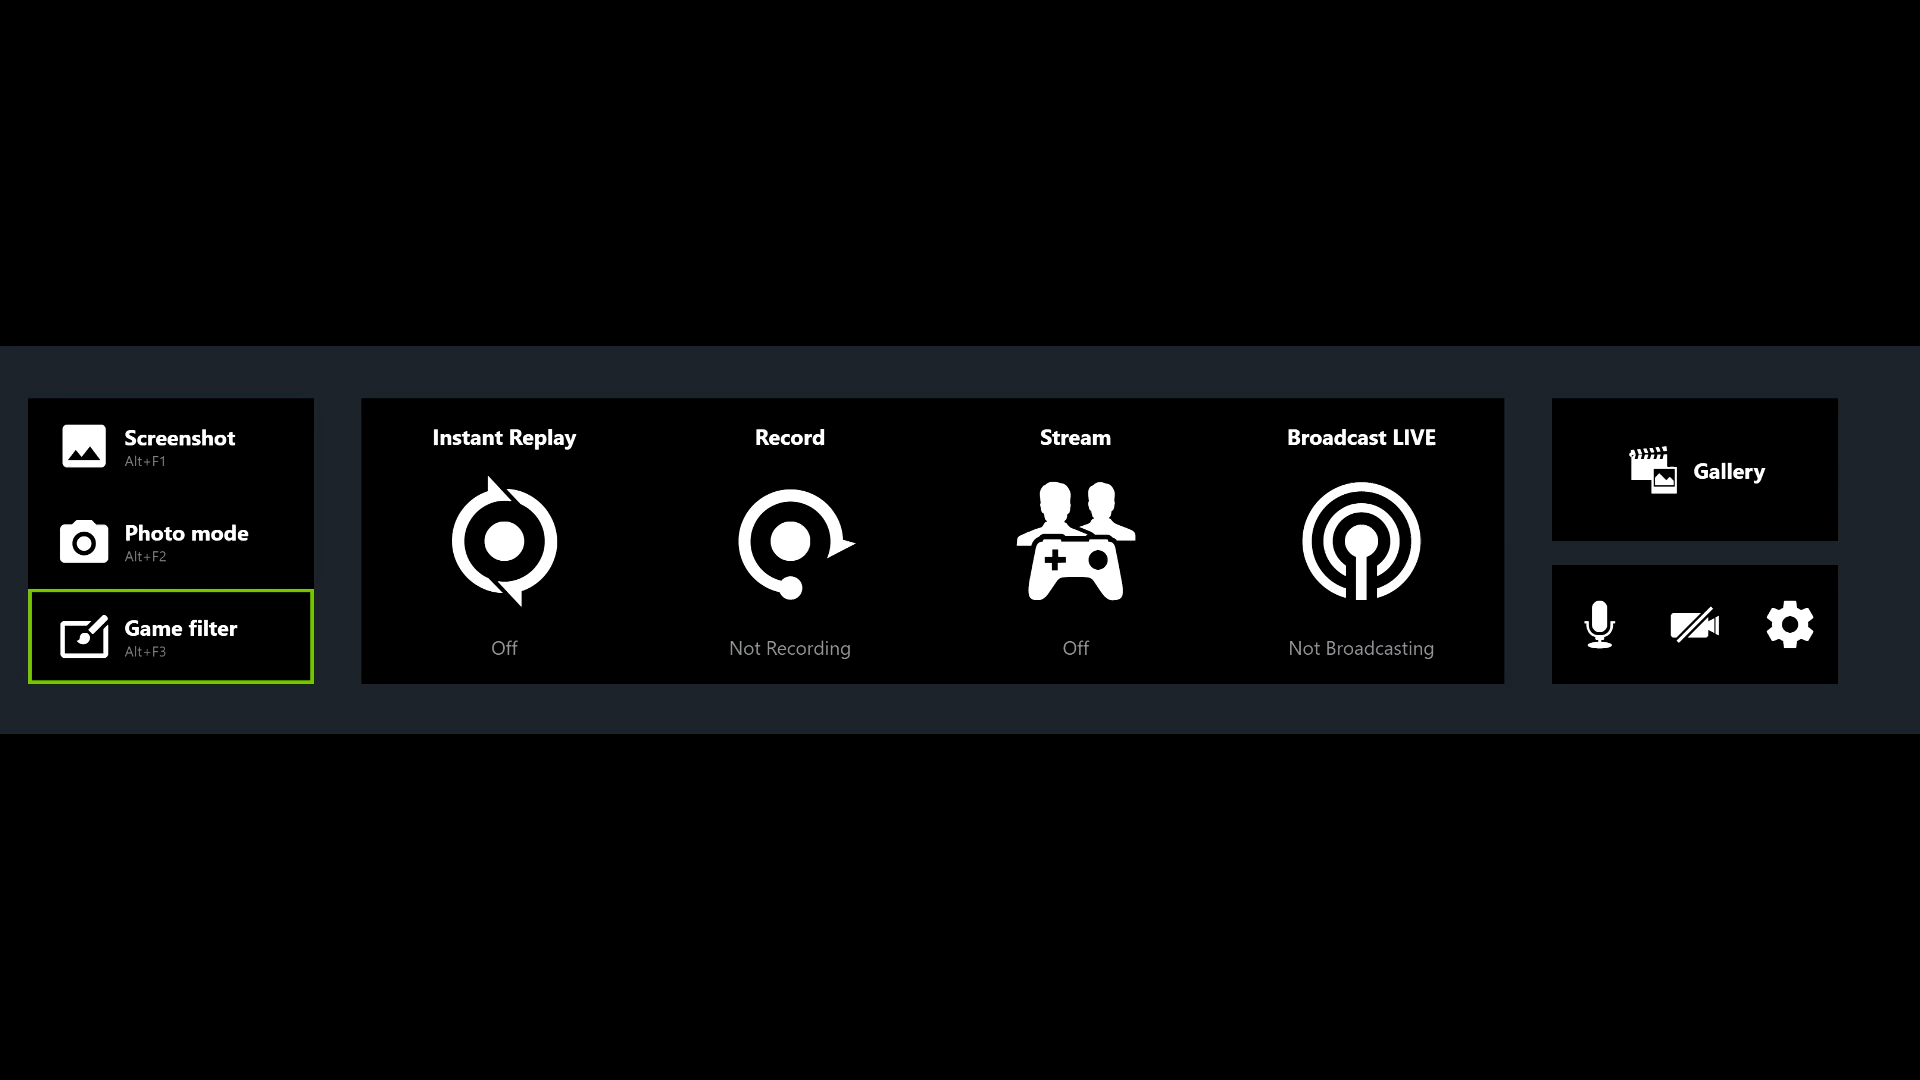 Screenshot
Alt+F1
Photo mode
Alt+F2
Game filter
Alt+F3
Instant Replay
Off
Record
Not Recording
Stream
Off
Broadcast LIVE
Not Broadcasting
Gallery